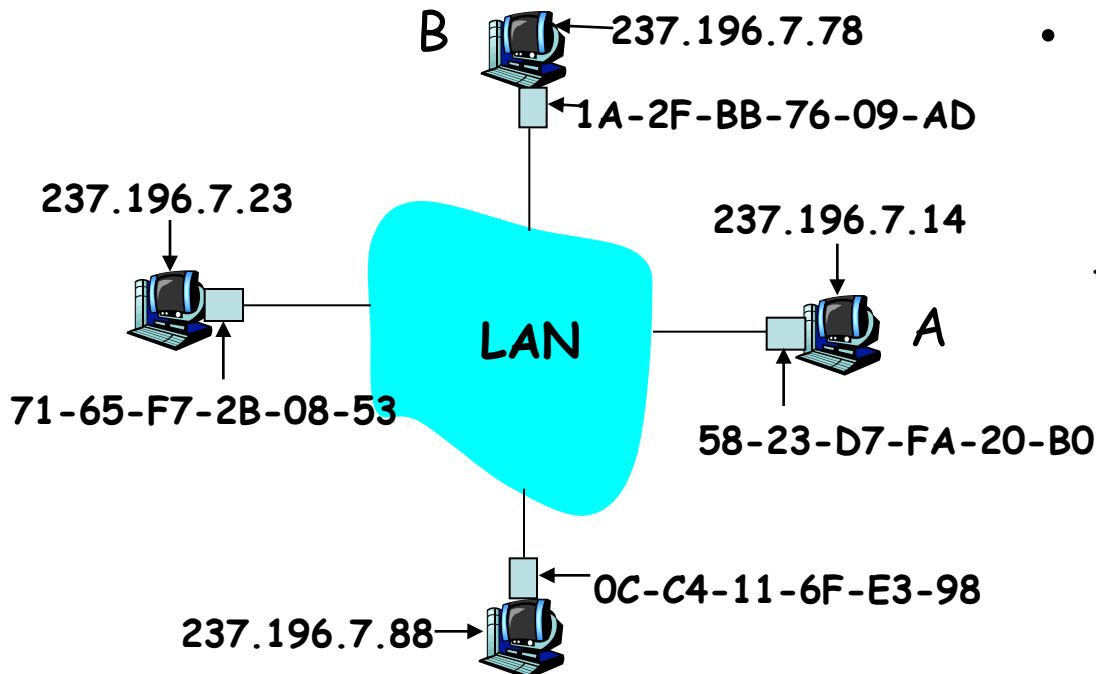 B
237.196.7.78
1A-2F-BB-76-09-AD
237.196.7.23
237.196.7.14
LAN
A
71-65-F7-2B-08-53
58-23-D7-FA-20-B0
0C-C4-11-6F-E3-98
237.196.7.88